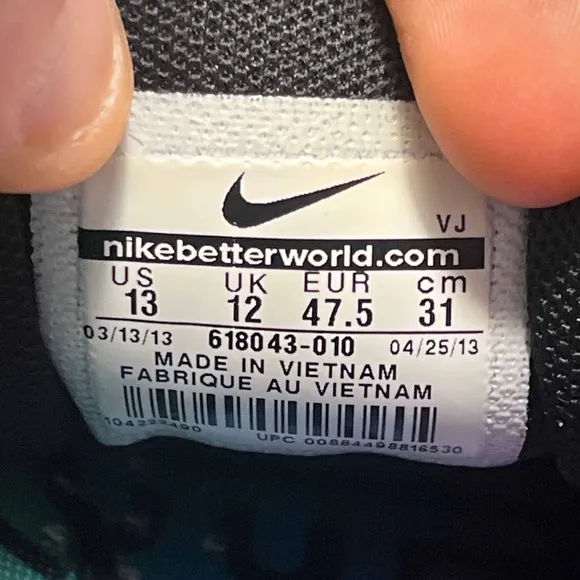 VJ
nikebetterworld.com
US UK EUR cm
13 12 47.5 31
03/13/13 618043-010 04/25/13
MADE IN VIETNAM
FABRIQUE AU VIETNAM
104223490 UPC 00884498816530